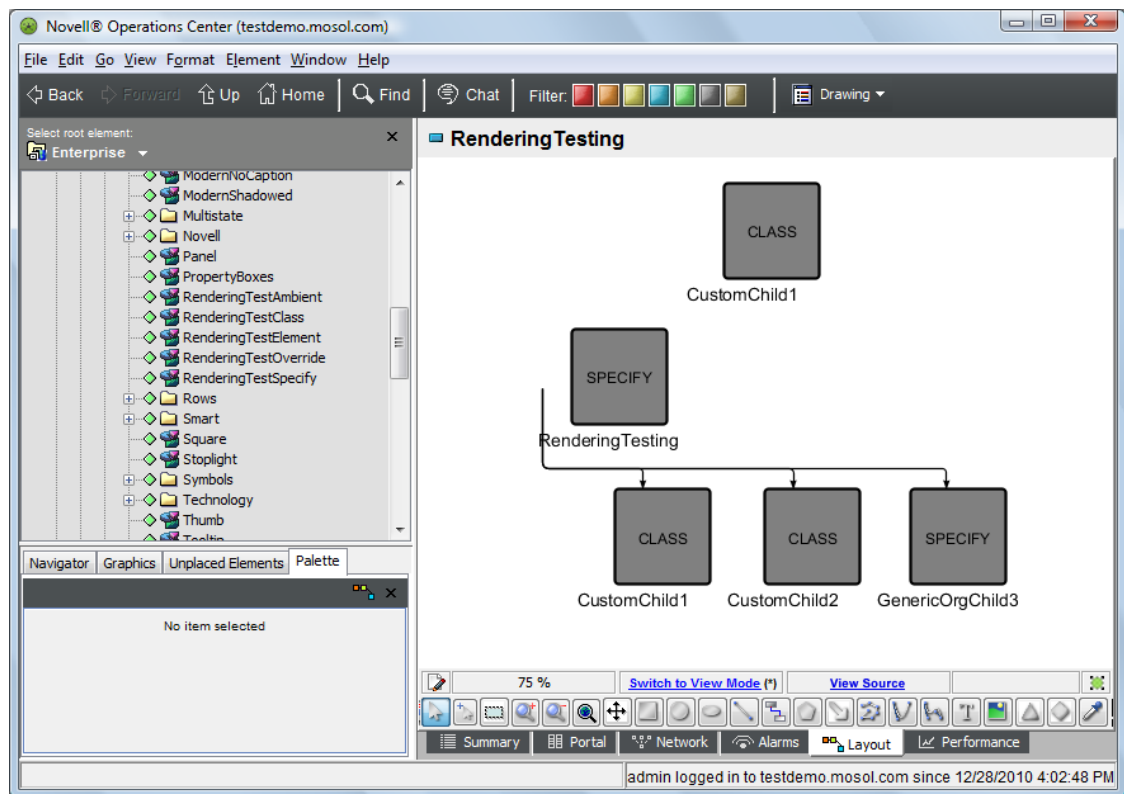 Novell® Operations Center (testdemo.mosol.com)
File Edit Go View Format Element Window Help
Back Forward Up Home Find Chat Filter: Drawing
Select root element:
Enterprise
ModernNoCaption
ModernShadowed
Multistate
Novell
Panel
PropertyBoxes
RenderingTestAmbient
RenderingTestClass
RenderingTestElement
RenderingTestOverride
RenderingTestSpecify
Rows
Smart
Square
Stoplight
Symbols
Technology
Thumb
Tooltip
Navigator Graphics Unplaced Elements Palette
No item selected
RenderingTesting
CLASS
CustomChild1
SPECIFY
RenderingTesting
CLASS CLASS SPECIFY
CustomChild1 CustomChild2 GenericOrgChild3
75 % Switch to View Mode (*) View Source
Summary Portal Network Alarms Layout Performance
admin logged in to testdemo.mosol.com since 12/28/2010 4:02:48 PM